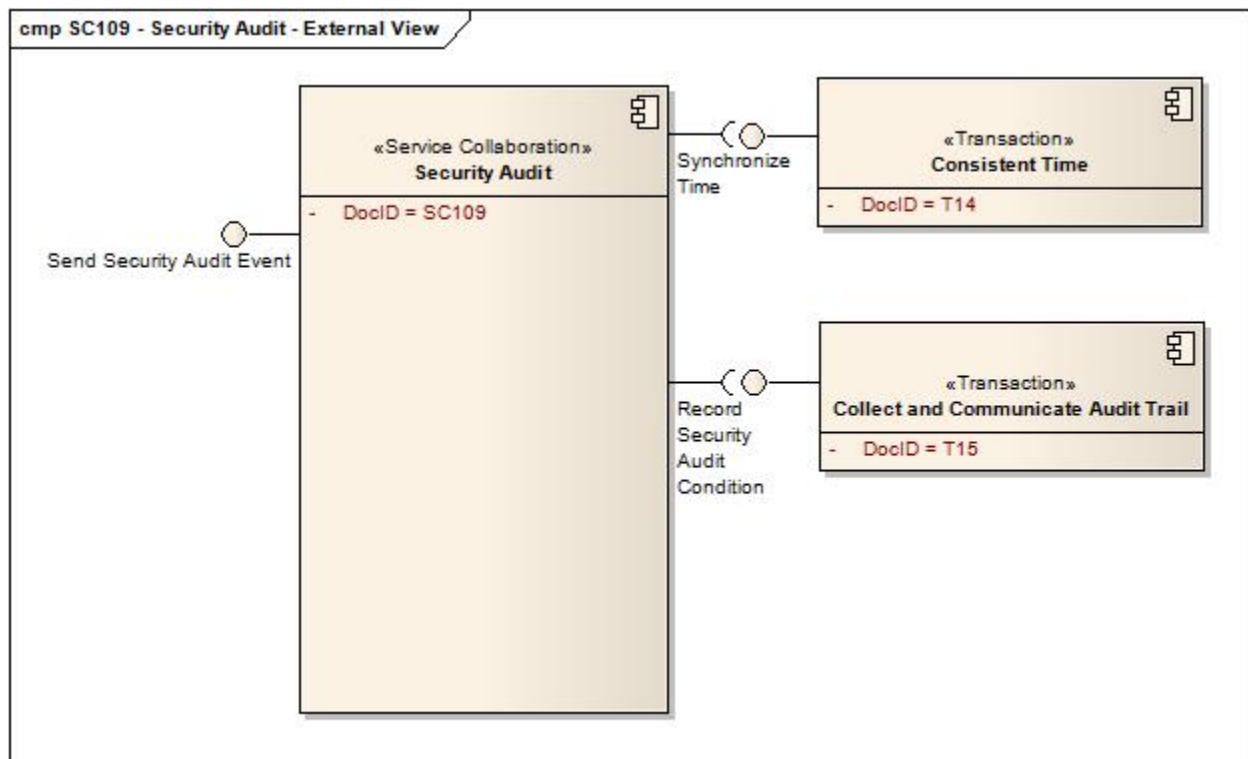 cmp SC109 - Security Audit - External View
«Service Collaboration»
Security Audit
- DocID = SC109
Send Security Audit Event
Synchronize
Time
«Transaction»
Consistent Time
- DocID = T14
Record
Security
Audit
Condition
«Transaction»
Collect and Communicate Audit Trail
- DocID = T15